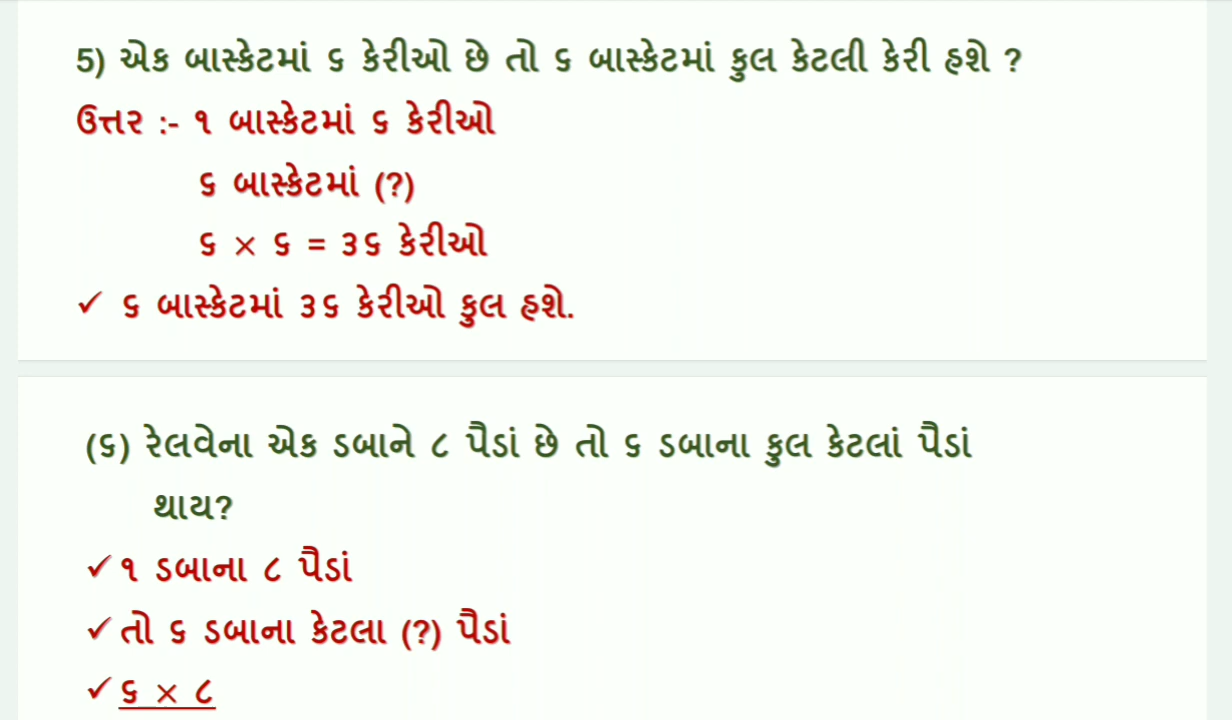 5) એક બાસ્કેટમાં ૬ કેરીઓ છે તો ૬ બાસ્કેટમાં કુલ કેટલી કેરી હશે ?
ઉત્તર :- ૧ બાસ્કેટમાં ૬ કેરીઓ
૬ બાસ્કેટમાં (?)
૬ × ૬ = ૩૬ કેરીઓ
✓ ૬ બાસ્કેટમાં ૩૬ કેરીઓ કુલ હશે.
(૬) રેલવેના એક ડબાને ૮ પૈડાં છે તો ૬ ડબાના કુલ કેટલાં પૈડાં
થાય?
✓ ૧ ડબાના ૮ પૈડાં
✓ તો ૬ ડબાના કેટલા (?) પૈડાં
✓ ૬ × ૮